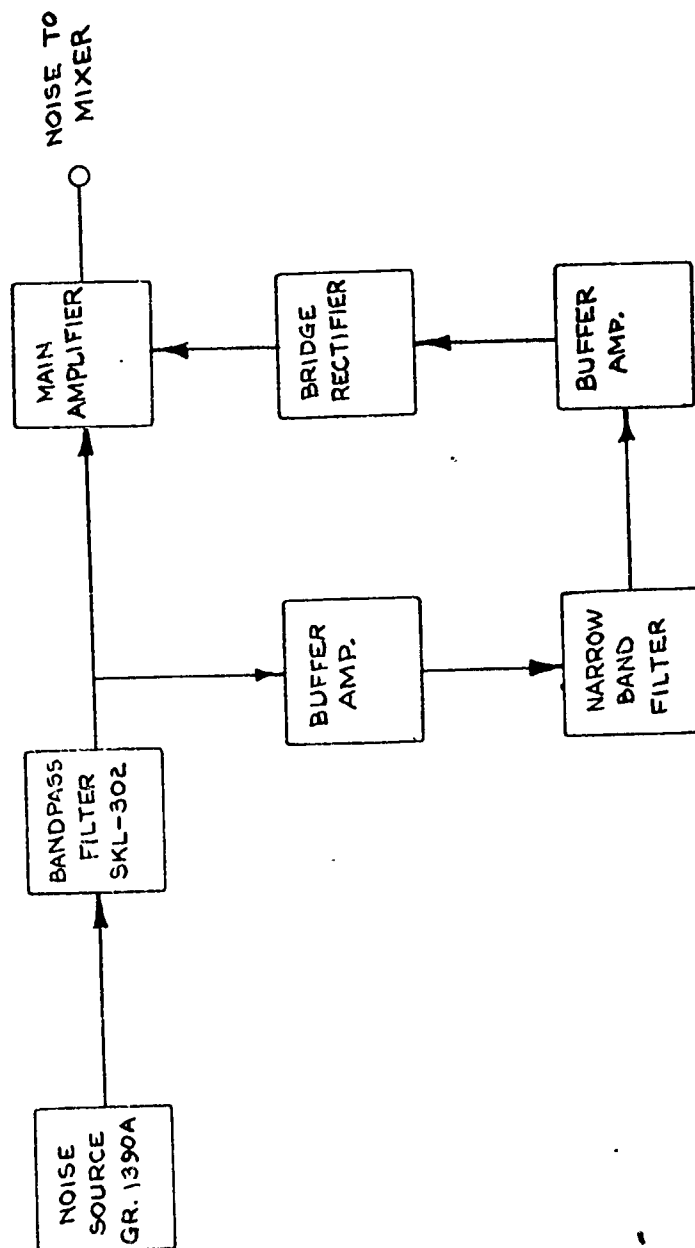 NOISE
SOURCE
GR. 1390A
BANDPASS
FILTER
SKL-302
MAIN
AMPLIFIER
NOISE TO
MIXER
BUFFER
AMP.
BRIDGE
RECTIFIER
NARROW
BAND
FILTER
BUFFER
AMP.